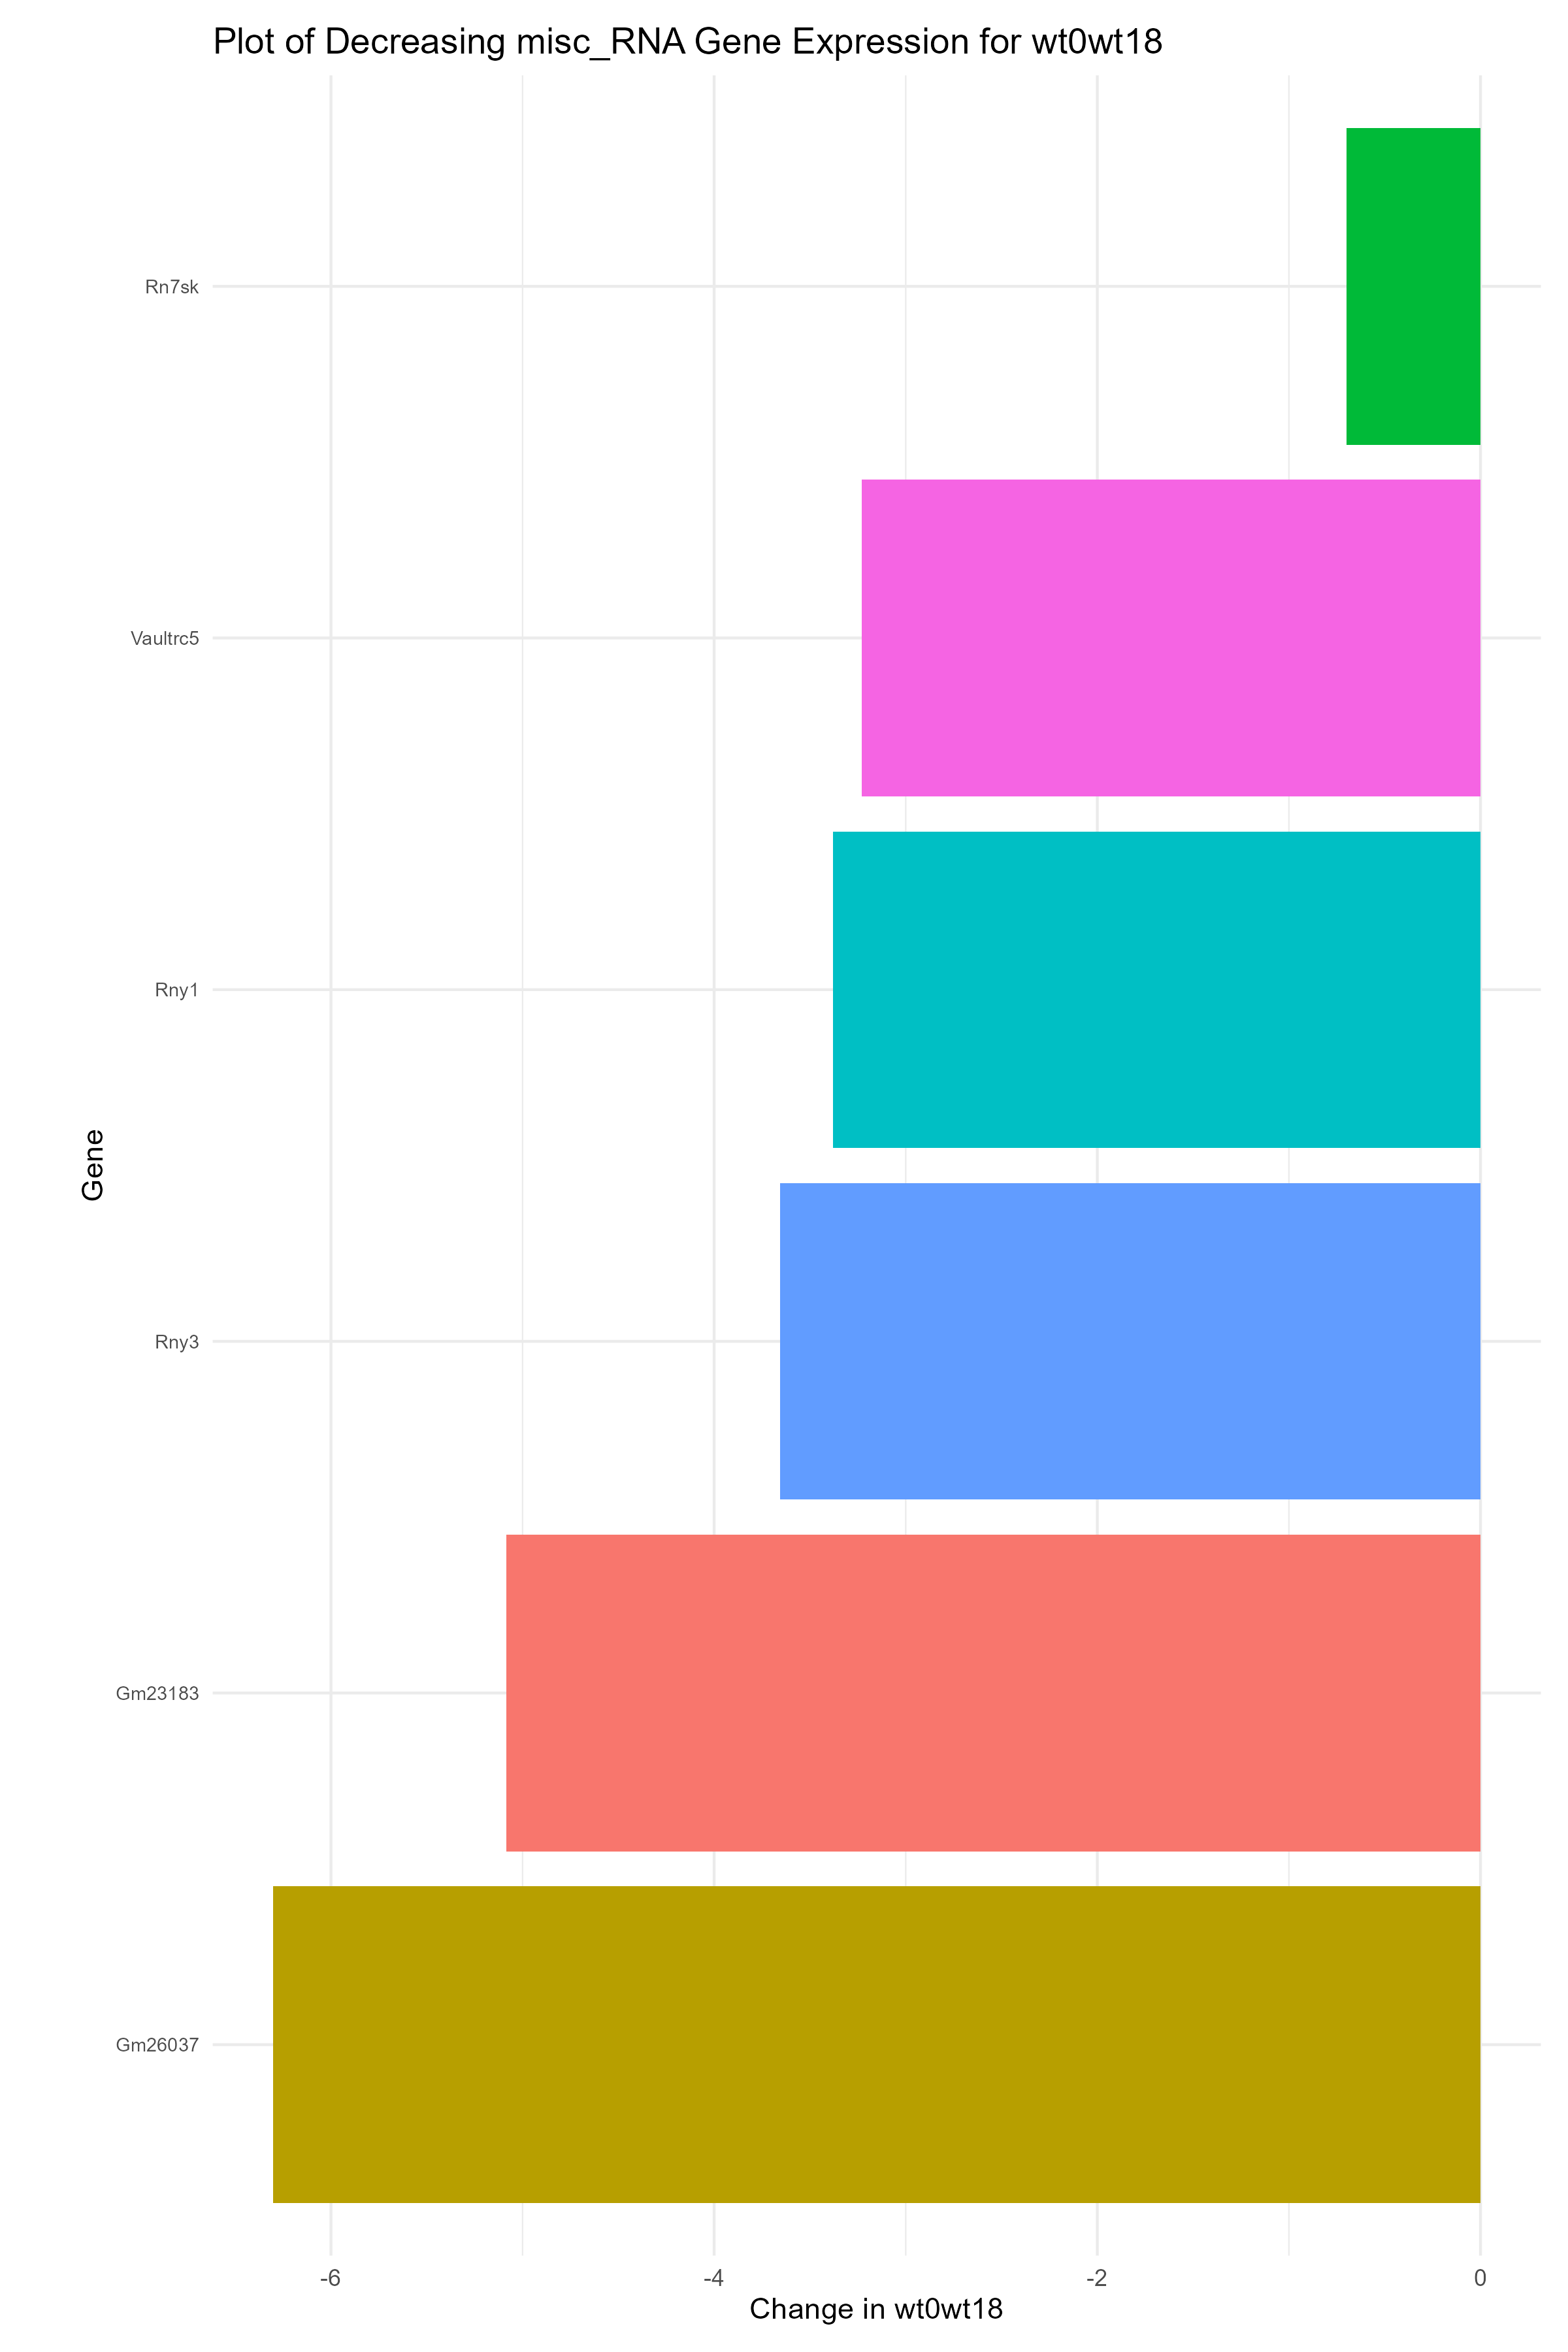 Plot of Decreasing misc_RNA Gene Expression for wt0wt18
Rn7sk
Vaultrc5
Rny1
Gene
Rny3
Gm23183
Gm26037
-6 -4 -2 0
Change in wt0wt18